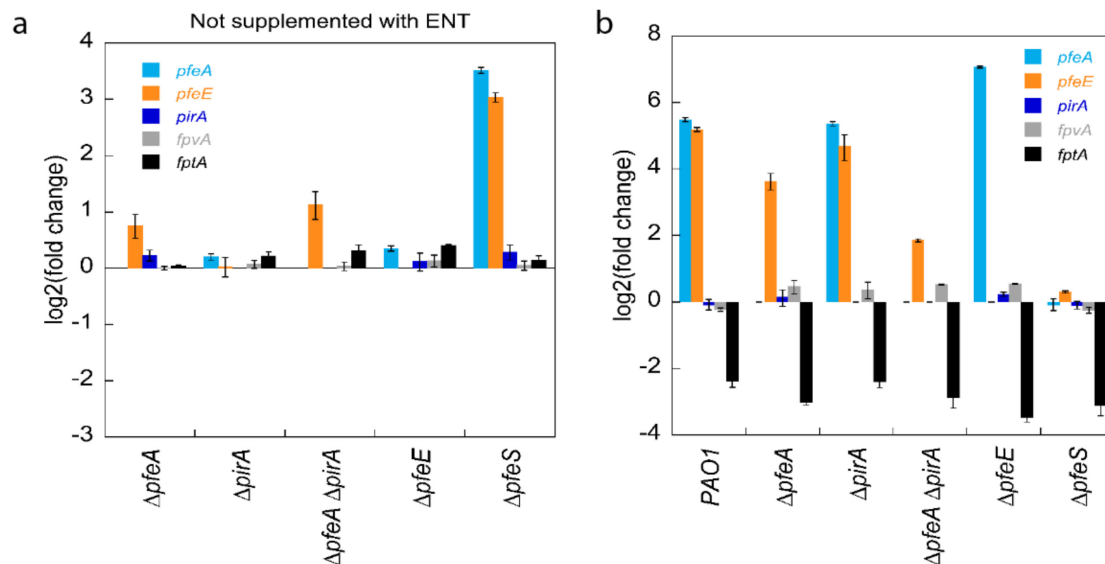 a
Not supplemented with ENT
log2(fold change)
4
3
2
1
0
-1
-2
-3
pfeA
pfeE
pirA
fpvA
fptA
ΔpfeA
ΔpirA
ΔpfeA ΔpirA
ΔpfeE
ΔpfeS
b
log2(fold change)
8
6
4
2
0
-2
-4
pfeA
pfeE
pirA
fpvA
fptA
PAO1
ΔpfeA
ΔpirA
ΔpfeA ΔpirA
ΔpfeE
ΔpfeS